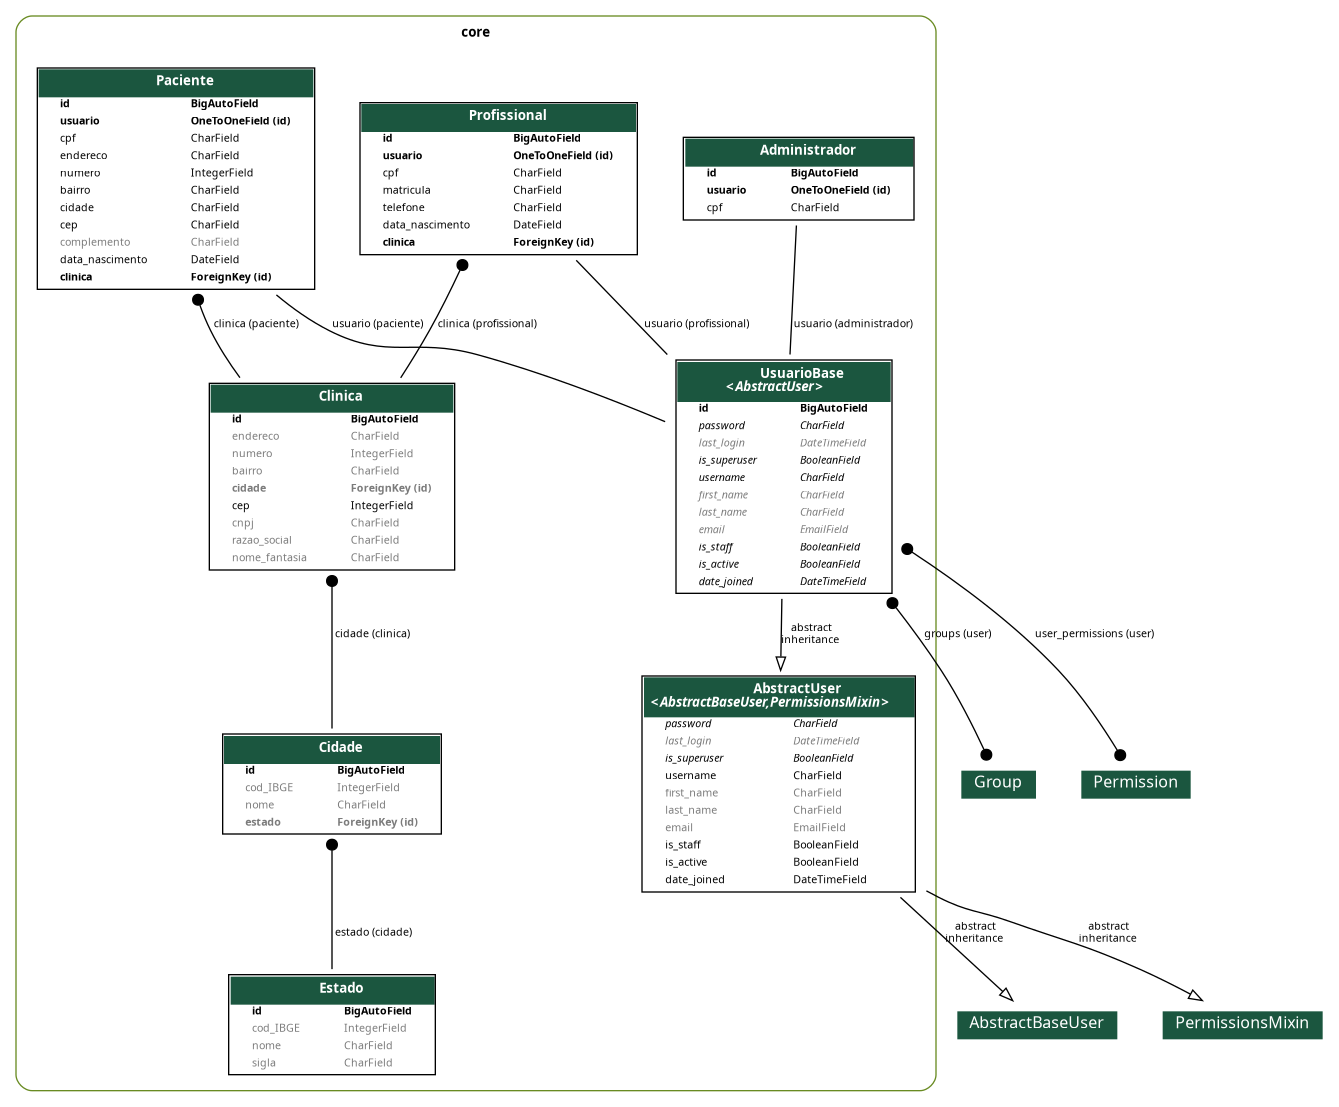 core
Paciente
id BigAutoField
usuario OneToOneField (id)
cpf CharField
endereco CharField
numero IntegerField
bairro CharField
cidade CharField
cep CharField
complemento CharField
data_nascimento DateField
clinica ForeignKey (id)
Profissional
id BigAutoField
usuario OneToOneField (id)
cpf CharField
matricula CharField
telefone CharField
data_nascimento DateField
clinica ForeignKey (id)
Administrador
id BigAutoField
usuario OneToOneField (id)
cpf CharField
clinica (paciente)
usuario (paciente)
clinica (profissional)
usuario (profissional)
usuario (administrador)
Clinica
id BigAutoField
endereco CharField
numero IntegerField
bairro CharField
cidade ForeignKey (id)
cep IntegerField
cnpj CharField
razao_social CharField
nome_fantasia CharField
UsuarioBase
<AbstractUser>
id BigAutoField
password CharField
last_login DateTimeField
is_superuser BooleanField
username CharField
first_name CharField
last_name CharField
email EmailField
is_staff BooleanField
is_active BooleanField
date_joined DateTimeField
cidade (clinica)
abstract
inheritance
groups (user)
user_permissions (user)
Cidade
id BigAutoField
cod_IBGE IntegerField
nome CharField
estado ForeignKey (id)
AbstractUser
<AbstractBaseUser,PermissionsMixin>
password CharField
last_login DateTimeField
is_superuser BooleanField
username CharField
first_name CharField
last_name CharField
email EmailField
is_staff BooleanField
is_active BooleanField
date_joined DateTimeField
Group
Permission
estado (cidade)
abstract
inheritance
abstract
inheritance
Estado
id BigAutoField
cod_IBGE IntegerField
nome CharField
sigla CharField
AbstractBaseUser
PermissionsMixin